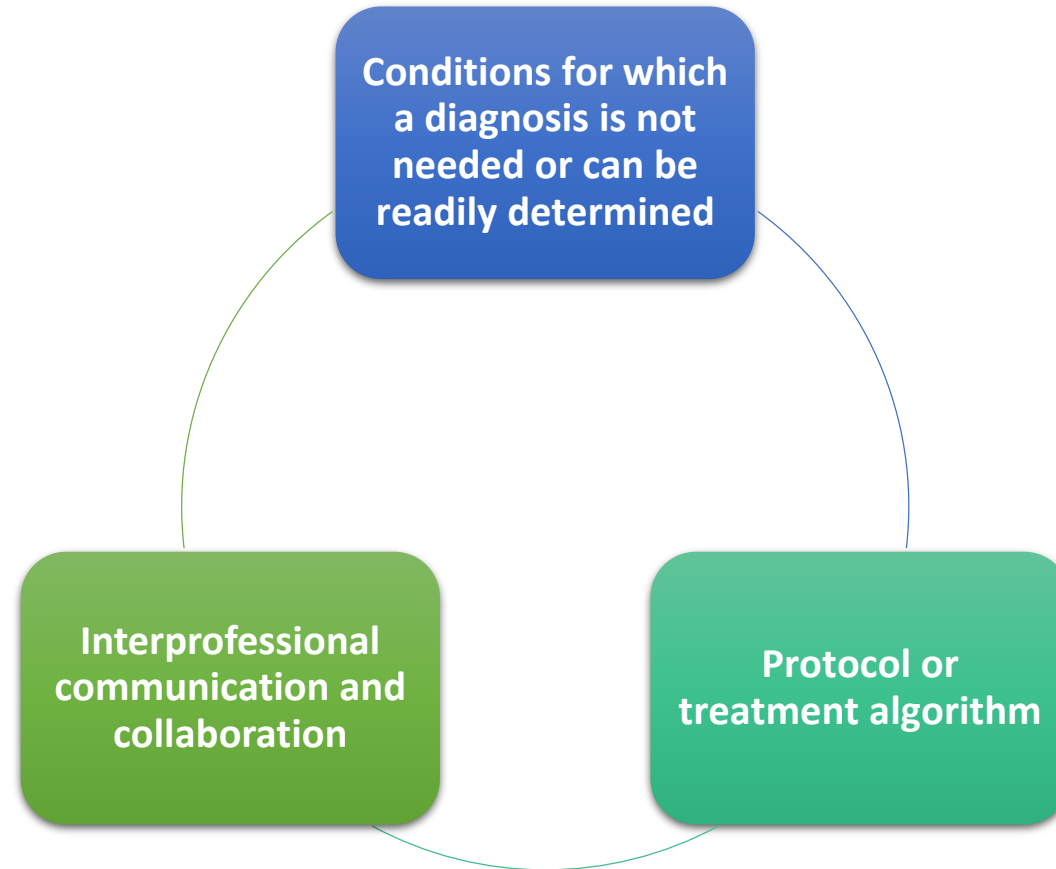 Conditions for which
a diagnosis is not
needed or can be
readily determined
Interprofessional
communication and
collaboration
Protocol or
treatment algorithm